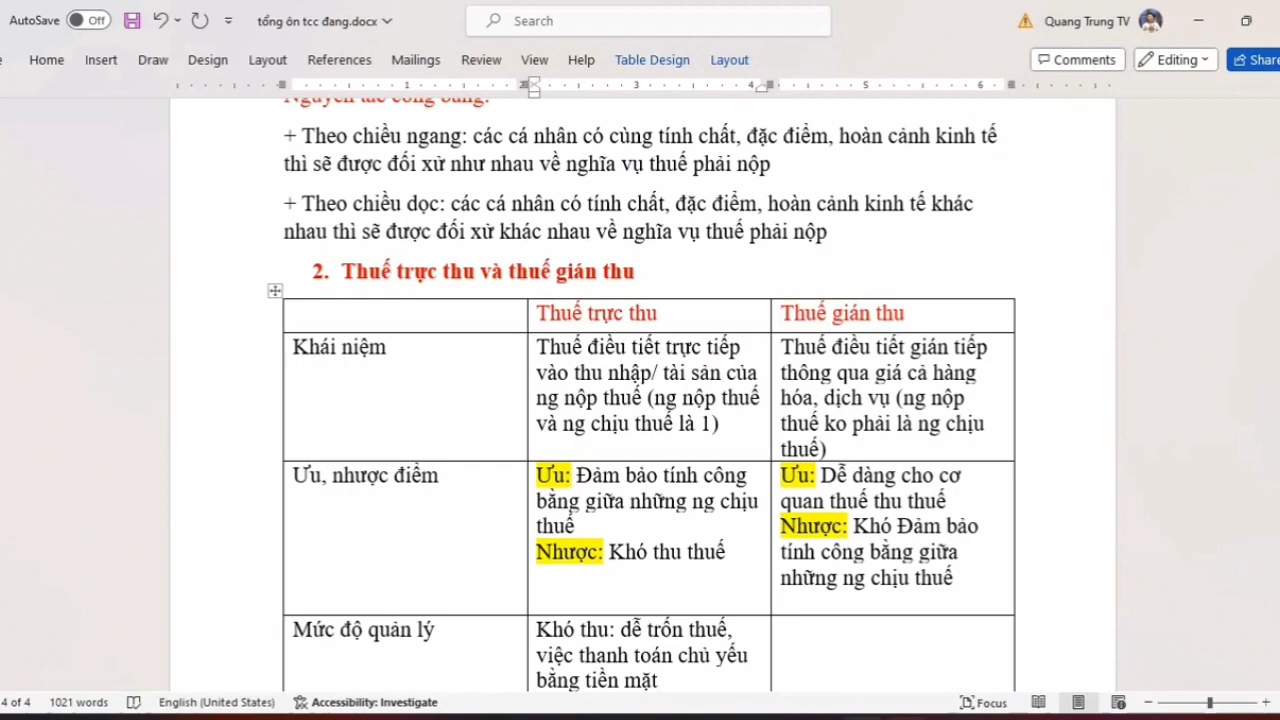 AutoSave Off tổng ôn tcc đang.docx Search Quang Trung TV
Home Insert Draw Design Layout References Mailings Review View Help Table Design Layout Comments Editing Share
1 2 3 4 5 6
Nguyên tắc công bằng:
+ Theo chiều ngang: các cá nhân có cùng tính chất, đặc điểm, hoàn cảnh kinh tế
thì sẽ được đối xử như nhau về nghĩa vụ thuế phải nộp
+ Theo chiều dọc: các cá nhân có tính chất, đặc điểm, hoàn cảnh kinh tế khác
nhau thì sẽ được đối xử khác nhau về nghĩa vụ thuế phải nộp
2. Thuế trực thu và thuế gián thu
Thuế trực thu
Thuế gián thu
Khái niệm
Thuế điều tiết trực tiếp
vào thu nhập/ tài sản của
ng nộp thuế (ng nộp thuế
và ng chịu thuế là 1)
Thuế điều tiết gián tiếp
thông qua giá cả hàng
hóa, dịch vụ (ng nộp
thuế ko phải là ng chịu
thuế)
Ưu, nhược điểm
Ưu: Đảm bảo tính công
bằng giữa những ng chịu
thuế
Nhược: Khó thu thuế
Ưu: Dễ dàng cho cơ
quan thuế thu thuế
Nhược: Khó Đảm bảo
tính công bằng giữa
những ng chịu thuế
Mức độ quản lý
Khó thu: dễ trốn thuế,
việc thanh toán chủ yếu
bằng tiền mặt
4 of 4 1021 words English (United States) Accessibility: Investigate Focus